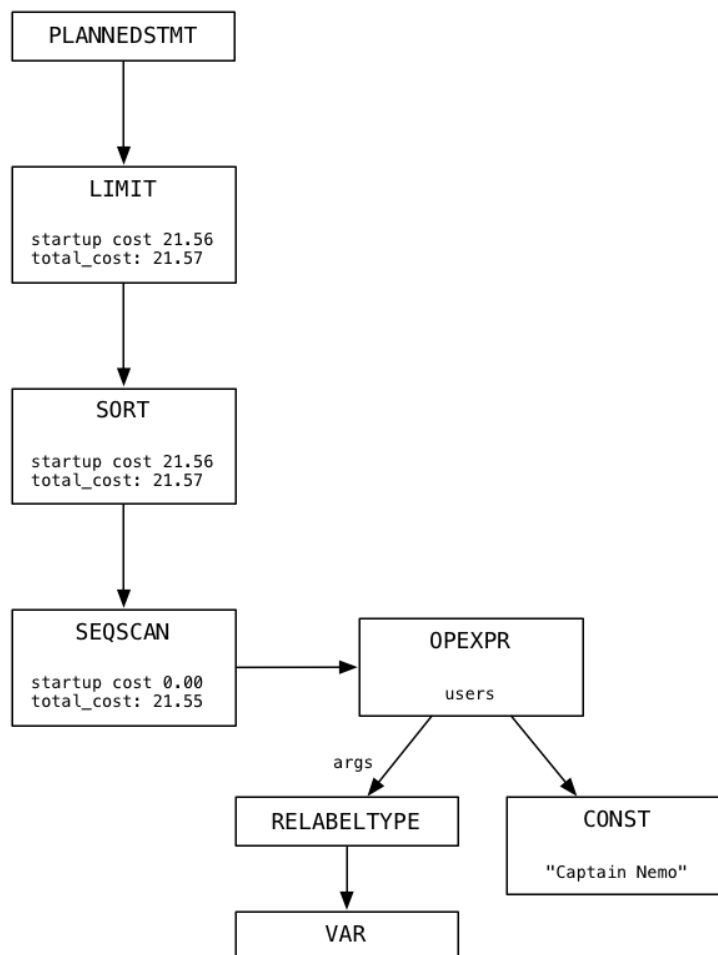 PLANNEDSTMT
LIMIT
startup cost 21.56
total_cost: 21.57
SORT
startup cost 21.56
total_cost: 21.57
SEQSCAN
startup cost 0.00
total_cost: 21.55
OPEXPR
users
args
RELABELTYPE
CONST
"Captain Nemo"
VAR